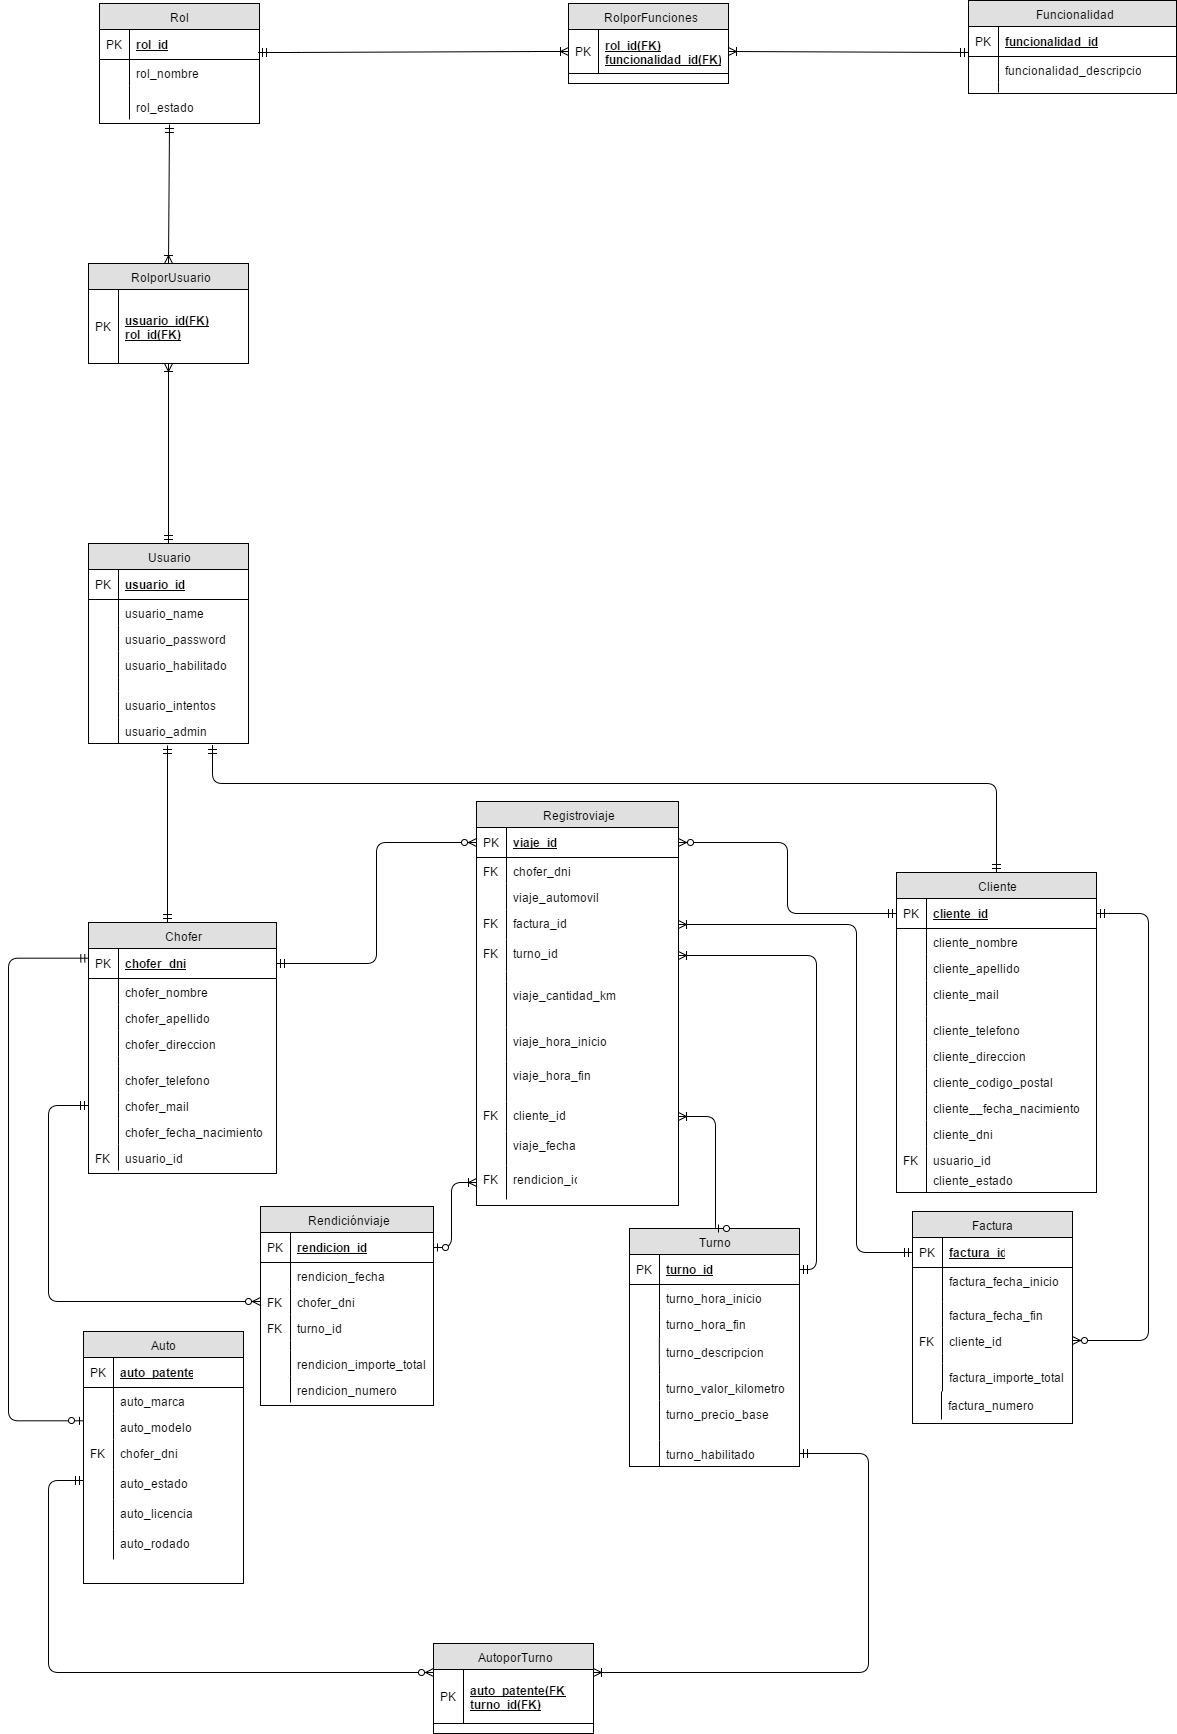 Rol
PK rol_id
rol_nombre
rol_estado
RolporFunciones
PK rol_id(FK)
funcionalidad_id(FK)
Funcionalidad
PK funcionalidad_id
funcionalidad_descripcio
RolporUsuario
PK usuario_id(FK)
rol_id(FK)
Usuario
PK usuario_id
usuario_name
usuario_password
usuario_habilitado
usuario_intentos
usuario_admin
Registroviaje
PK viaje_id
FK chofer_dni
viaje_automovil
FK factura_id
FK turno_id
viaje_cantidad_km
viaje_hora_inicio
viaje_hora_fin
FK cliente_id
viaje_fecha
FK rendicion_id
Cliente
PK cliente_id
cliente_nombre
cliente_apellido
cliente_mail
cliente_telefono
cliente_direccion
cliente_codigo_postal
cliente__fecha_nacimiento
cliente_dni
FK usuario_id
cliente_estado
Chofer
PK chofer_dni
chofer_nombre
chofer_apellido
chofer_direccion
chofer_telefono
chofer_mail
chofer_fecha_nacimiento
FK usuario_id
Rendiciónviaje
PK rendicion_id
rendicion_fecha
FK chofer_dni
FK turno_id
rendicion_importe_total
rendicion_numero
Turno
PK turno_id
turno_hora_inicio
turno_hora_fin
turno_descripcion
turno_valor_kilometro
turno_precio_base
turno_habilitado
Factura
PK factura_id
factura_fecha_inicio
factura_fecha_fin
FK cliente_id
factura_importe_total
factura_numero
Auto
PK auto_patente
auto_marca
auto_modelo
FK chofer_dni
auto_estado
auto_licencia
auto_rodado
AutoporTurno
PK auto_patente(FK
turno_id(FK)